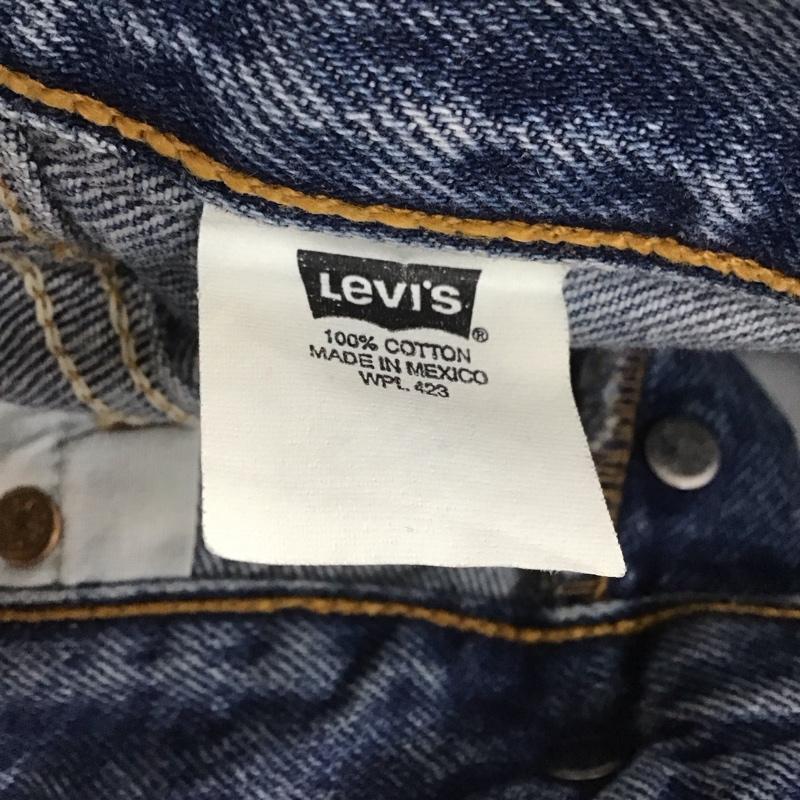 LEVI'S ®
100% COTTON
MADE IN MEXICO
WPL. 423